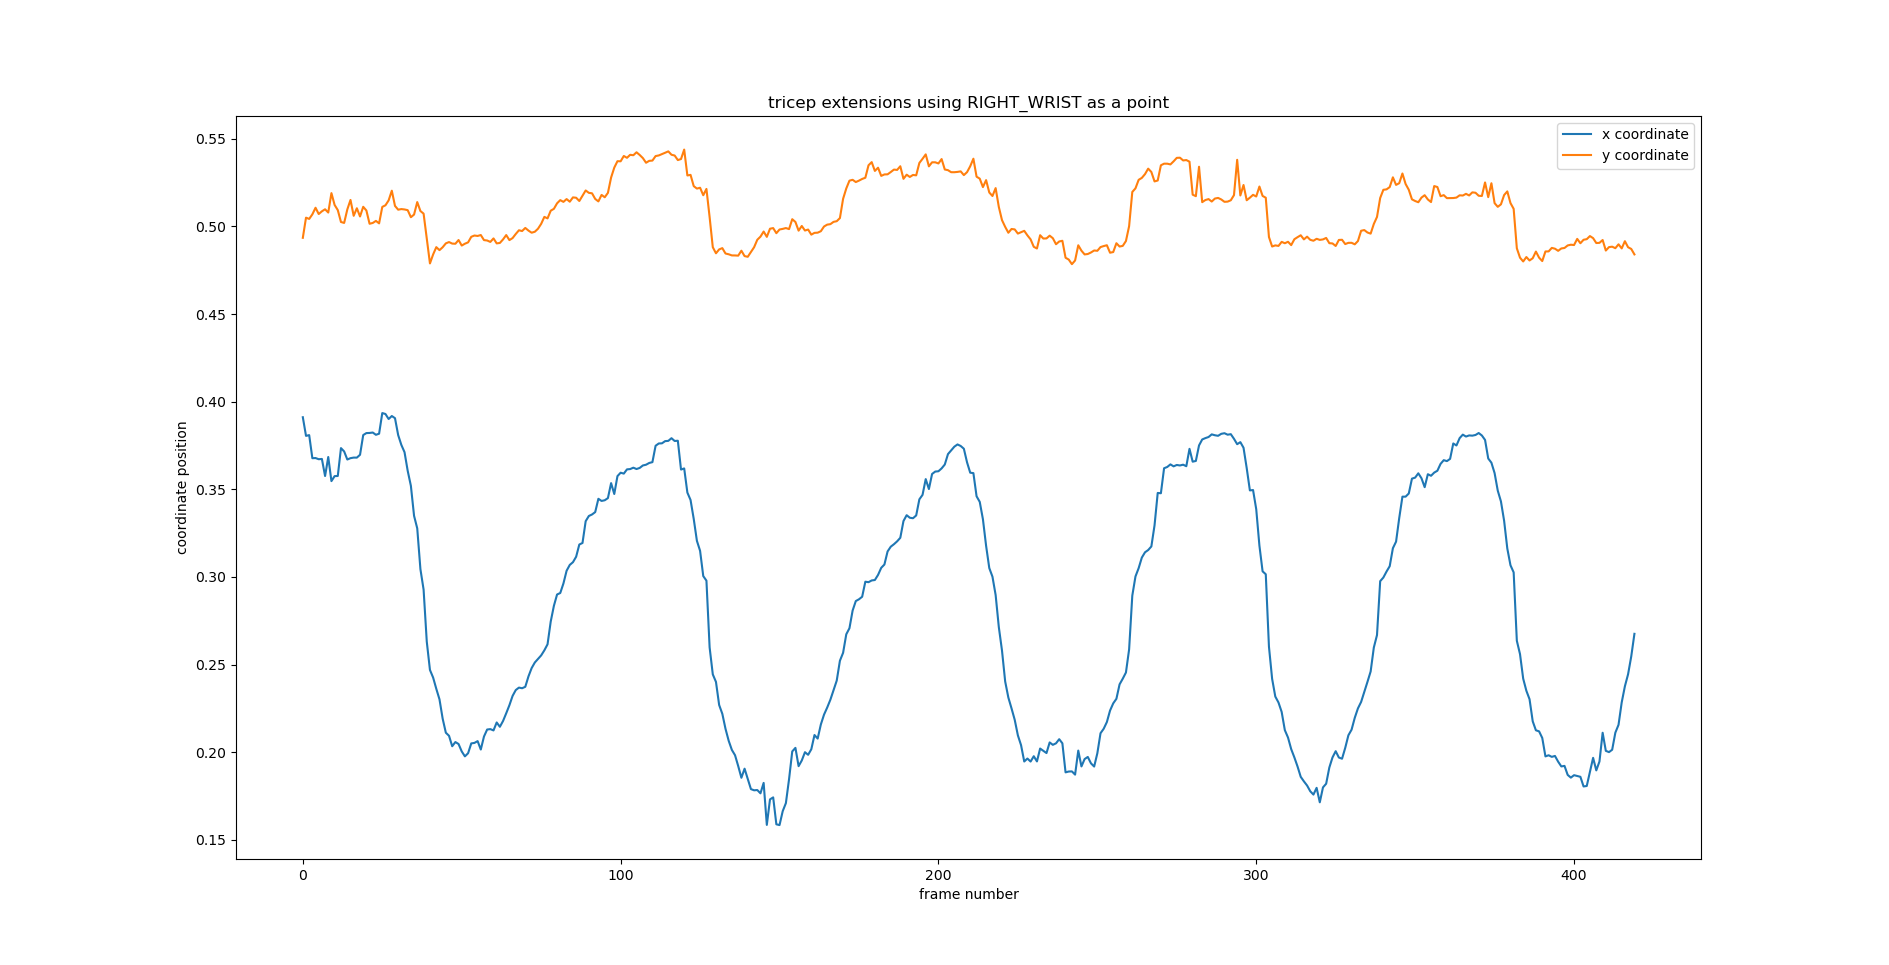 tricep extensions using RIGHT_WRIST as a point
x coordinate
y coordinate
0.55
0.50
0.45
0.40
0.35
0.30
0.25
0.20
0.15
coordinate position
0 100 200 300 400
frame number